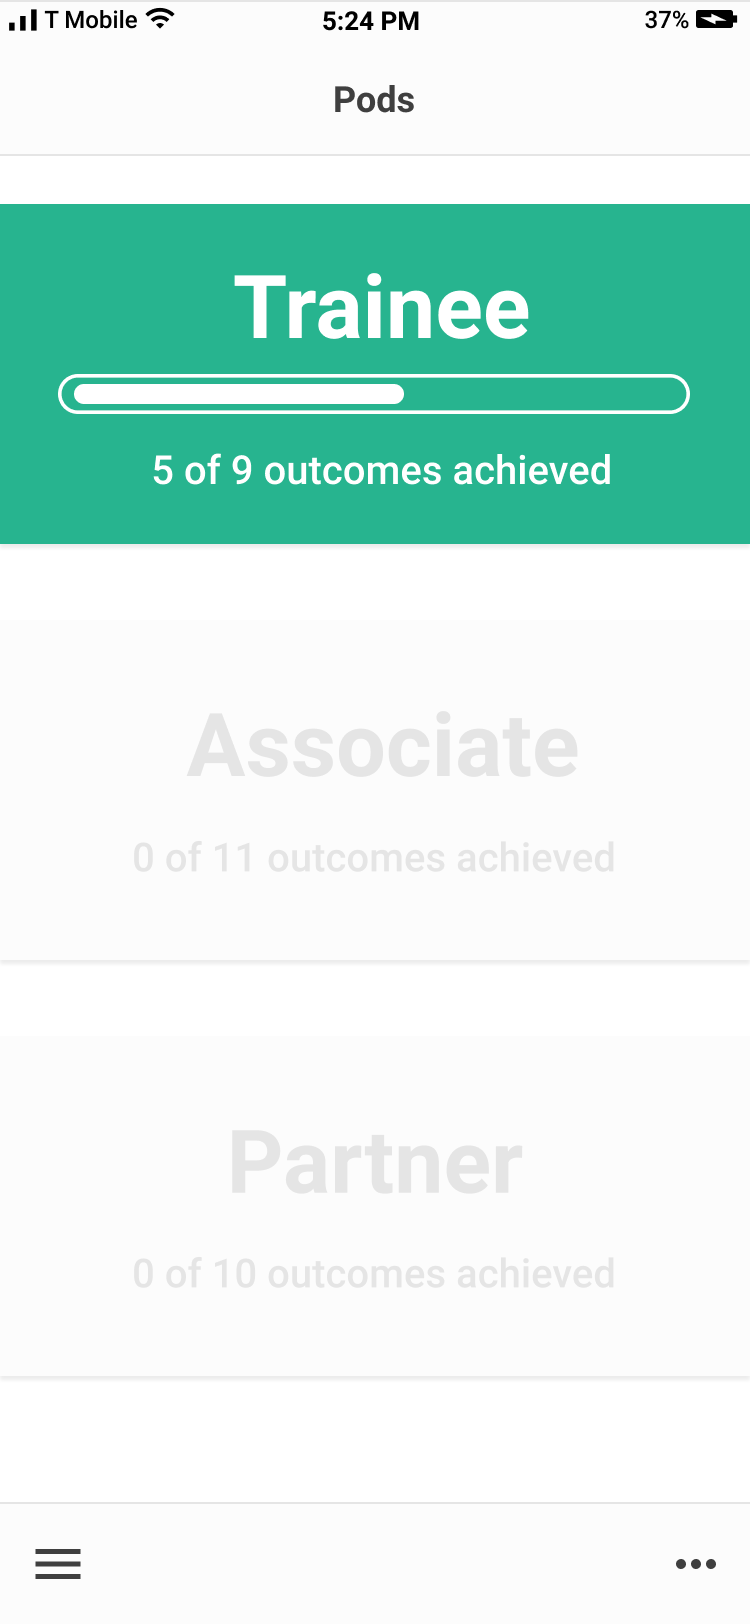 T Mobile 5:24 PM 37%
Pods
Trainee
5 of 9 outcomes achieved
Associate
0 of 11 outcomes achieved
Partner
0 of 10 outcomes achieved